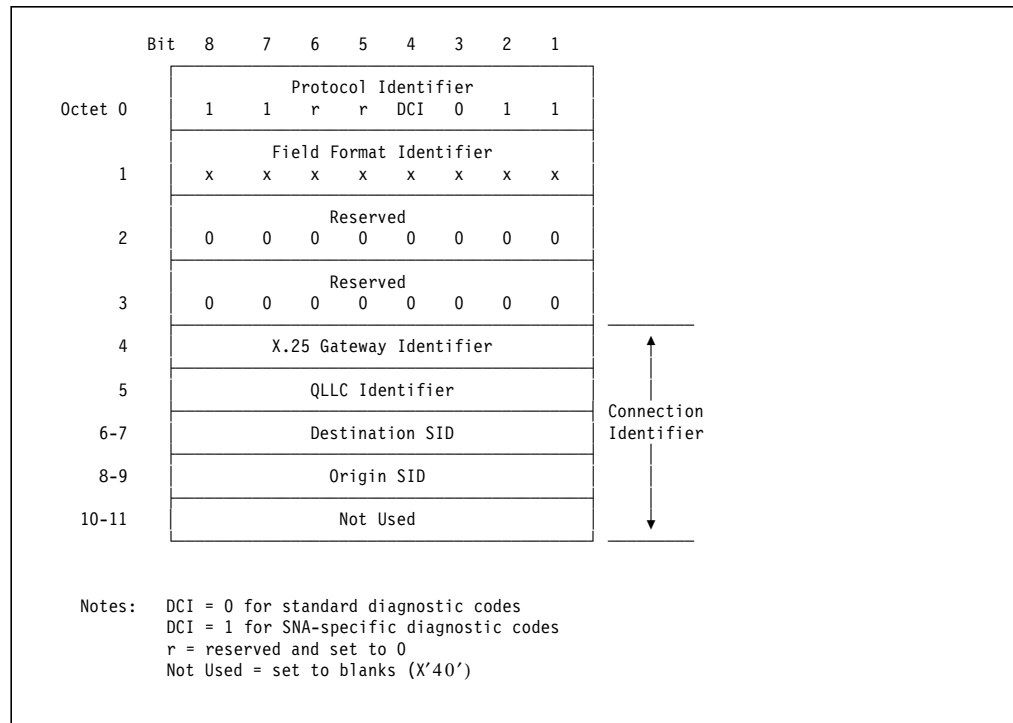 Bit 8 7 6 5 4 3 2 1
Protocol Identifier
Octet 0 1 1 r r DCI 0 1 1
Field Format Identifier
1 x x x x x x x x
Reserved
2 0 0 0 0 0 0 0 0
Reserved
3 0 0 0 0 0 0 0 0
4 X.25 Gateway Identifier
5 QLLC Identifier
Connection
6-7 Destination SID Identifier
8-9 Origin SID
10-11 Not Used
Notes: DCI = 0 for standard diagnostic codes
DCI = 1 for SNA-specific diagnostic codes
r = reserved and set to 0
Not Used = set to blanks (X'40')